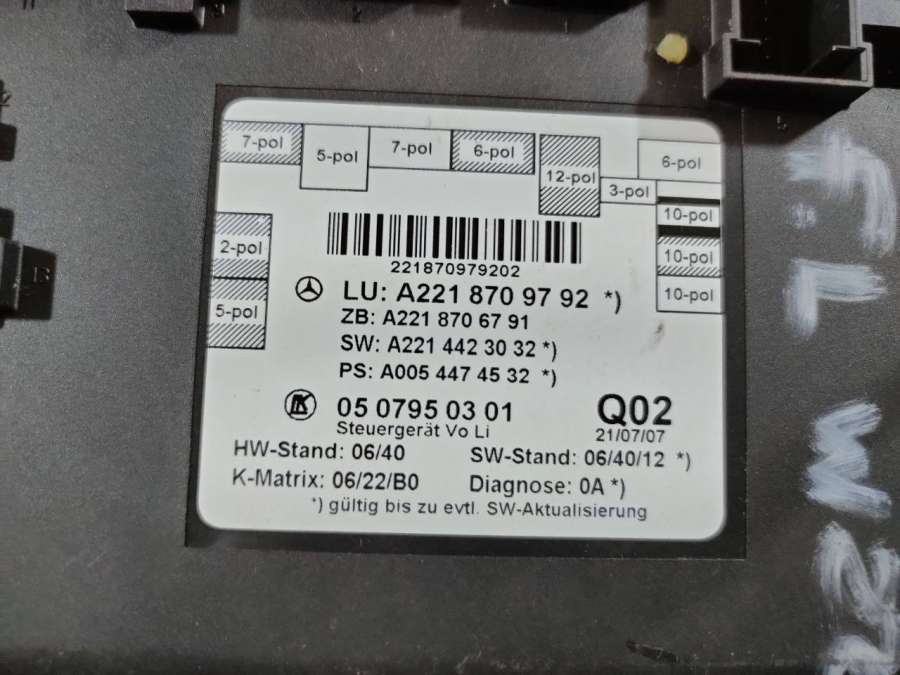 7-pol
5-pol
7-pol
6-pol
12-pol
3-pol
6-pol
10-pol
10-pol
10-pol
2-pol
5-pol
221870979202
LU: A221 870 97 92 *)
ZB: A221 870 67 91
SW: A221 442 30 32 *)
PS: A005 447 45 32 *)
05 0795 03 01
Q02
Steuergerät Vo Li
21/07/07
HW-Stand: 06/40
SW-Stand: 06/40/12 *)
K-Matrix: 06/22/B0
Diagnose: 0A *)
*) gültig bis zu evtl. SW-Aktualisierung
F.L